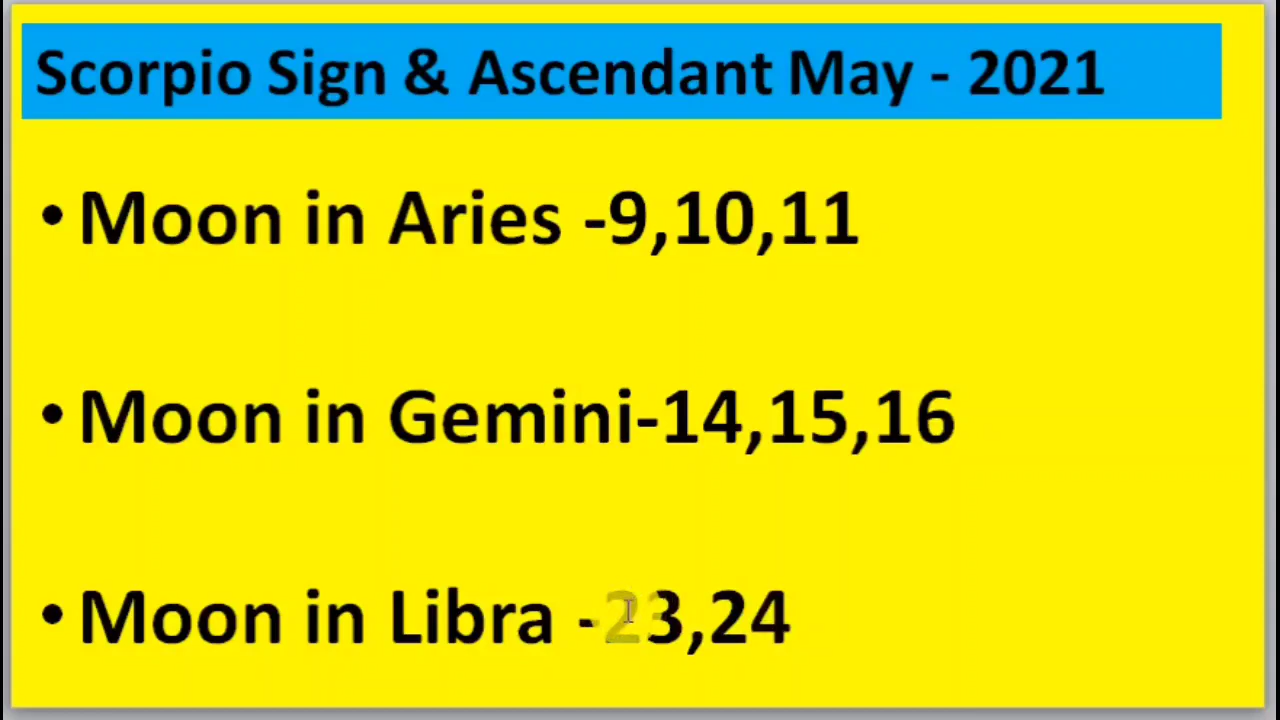 Scorpio Sign & Ascendant May - 2021
• Moon in Aries -9,10,11
• Moon in Gemini-14,15,16
• Moon in Libra -23,24